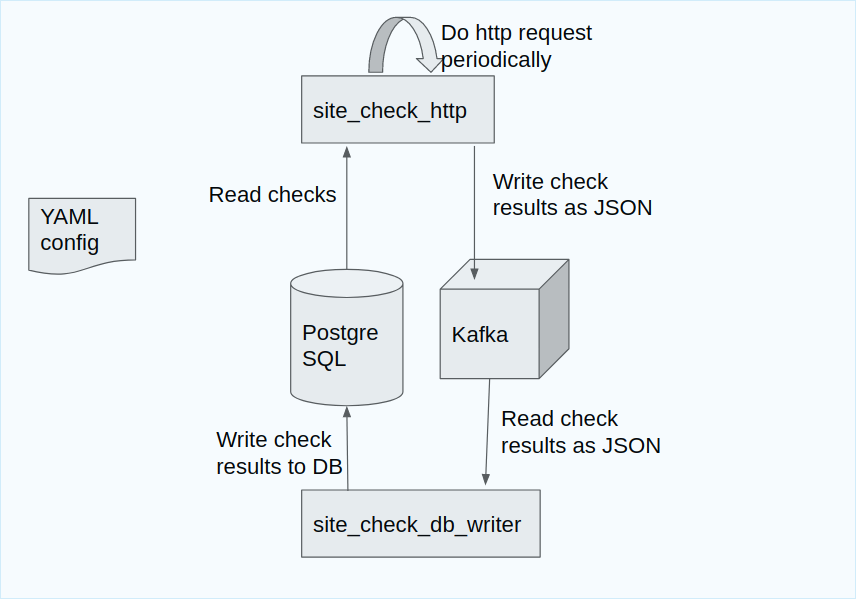 Do http request
periodically
site_check_http
Read checks
Write check
results as JSON
YAML
config
Postgre
SQL
Kafka
Write check
results to DB
Read check
results as JSON
site_check_db_writer